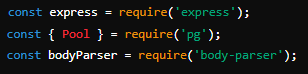 const express = require('express');
const { Pool } = require('pg');
const bodyParser = require('body-parser');